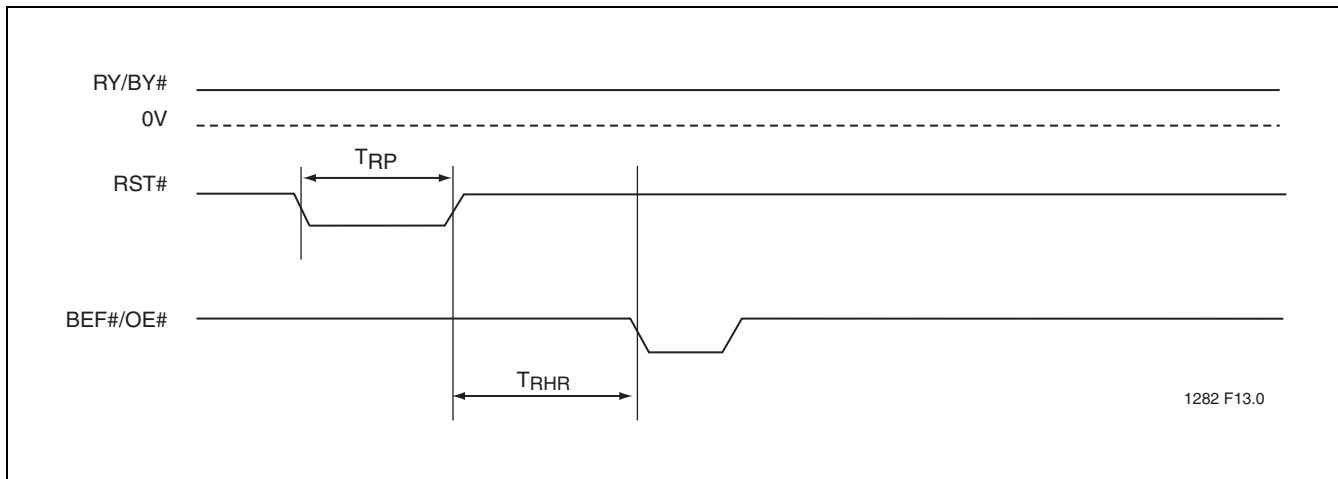 RY/BY#
0V
TRP
RST#
BEF#/OE#
TRHR
1282 F13.0